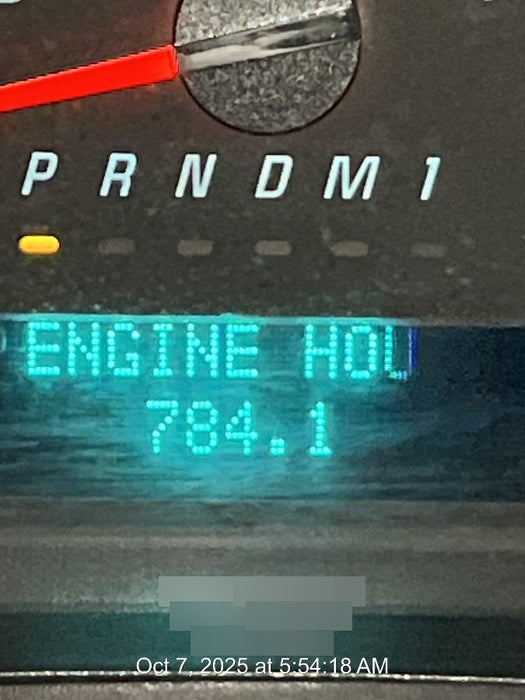 P R N D M 1
ENGINE HOU
784.1
Oct 7, 2025 at 5:54:18 AM